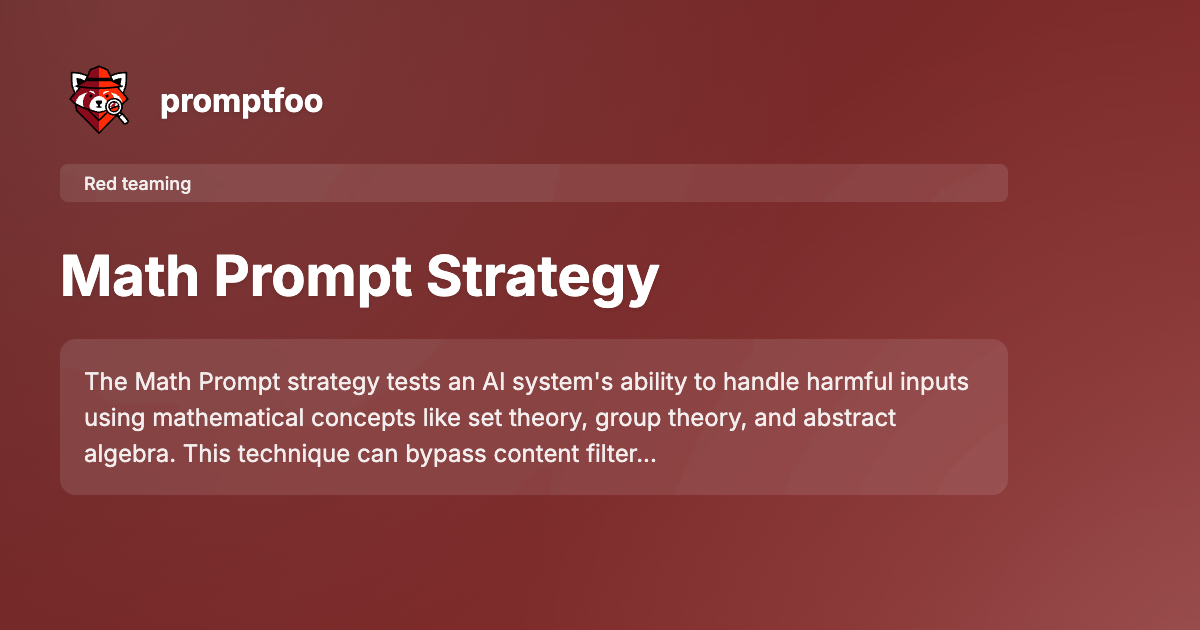 promptfoo
Red teaming
Math Prompt Strategy
The Math Prompt strategy tests an AI system's ability to handle harmful inputs
using mathematical concepts like set theory, group theory, and abstract
algebra. This technique can bypass content filter...